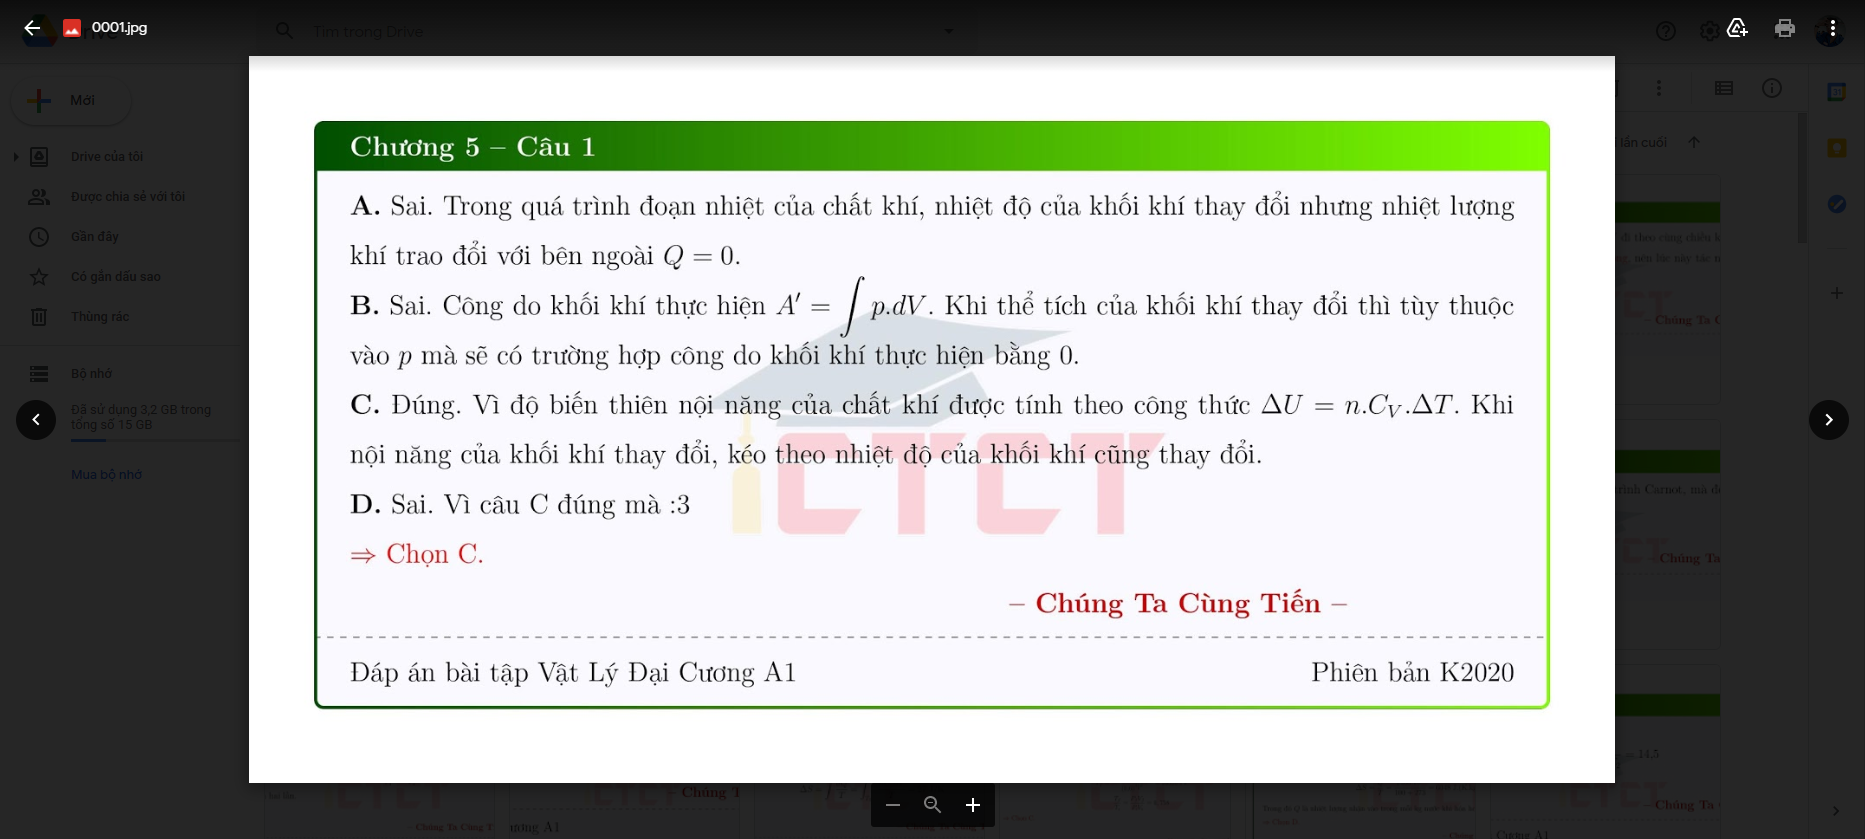 0001.jpg
Tìm trong Drive
Mới
Drive của tôi
Được chia sẻ với tôi
Gần đây
Có gắn dấu sao
Thùng rác
Bộ nhớ
Đã sử dụng 3,2 GB trong
tổng số 15 GB
Mua bộ nhớ
lần cuối
Chương 5 – Câu 1
A. Sai. Trong quá trình đoạn nhiệt của chất khí, nhiệt độ của khối khí thay đổi nhưng nhiệt lượng
khí trao đổi với bên ngoài Q = 0.
B. Sai. Công do khối khí thực hiện A′ = ∫ p.dV. Khi thể tích của khối khí thay đổi thì tùy thuộc
vào p mà sẽ có trường hợp công do khối khí thực hiện bằng 0.
C. Đúng. Vì độ biến thiên nội năng của chất khí được tính theo công thức ΔU = n.C_V.ΔT. Khi
nội năng của khối khí thay đổi, kéo theo nhiệt độ của khối khí cũng thay đổi.
D. Sai. Vì câu C đúng mà :3
⇒ Chọn C.
CTCT
– Chúng Ta Cùng Tiến –
Đáp án bài tập Vật Lý Đại Cương A1 Phiên bản K2020